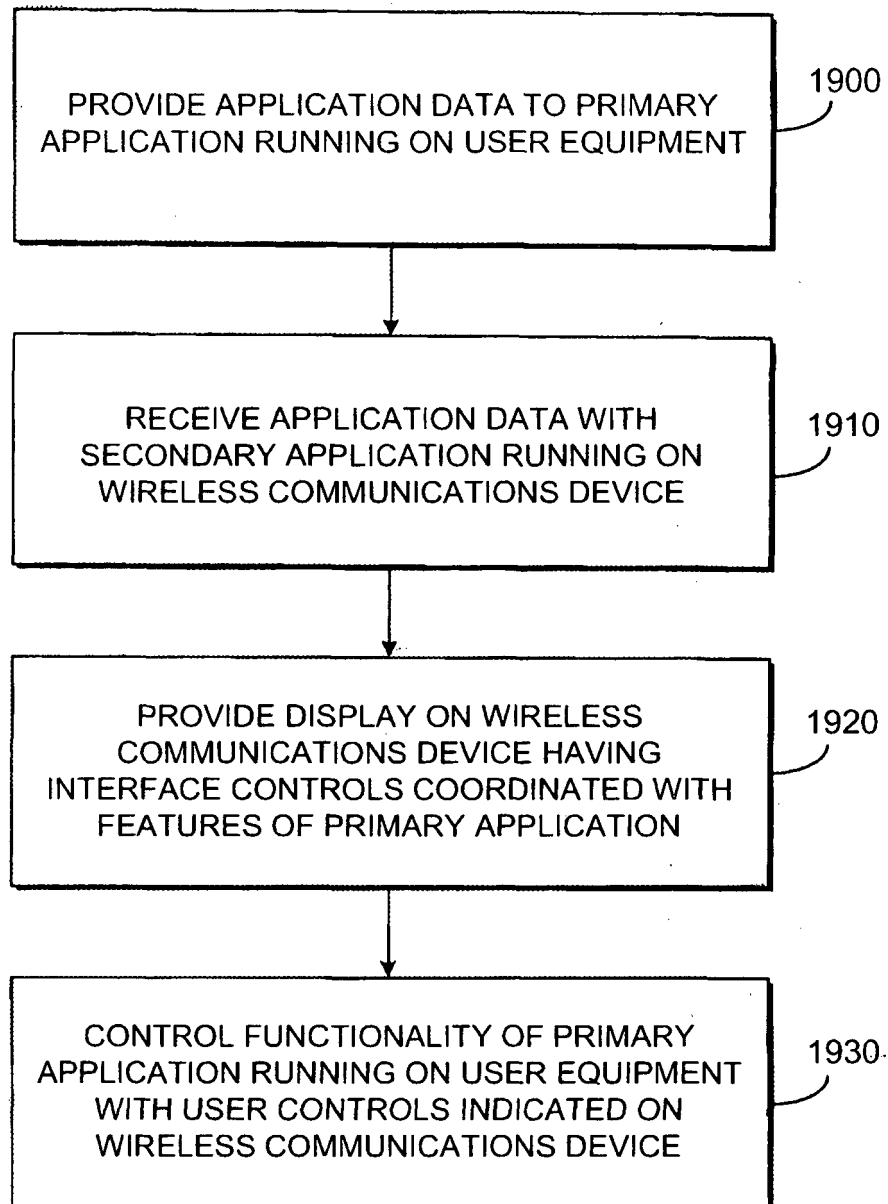 PROVIDE APPLICATION DATA TO PRIMARY
APPLICATION RUNNING ON USER EQUIPMENT
1900
RECEIVE APPLICATION DATA WITH
SECONDARY APPLICATION RUNNING ON
WIRELESS COMMUNICATIONS DEVICE
1910
PROVIDE DISPLAY ON WIRELESS
COMMUNICATIONS DEVICE HAVING
INTERFACE CONTROLS COORDINATED WITH
FEATURES OF PRIMARY APPLICATION
1920
CONTROL FUNCTIONALITY OF PRIMARY
APPLICATION RUNNING ON USER EQUIPMENT
WITH USER CONTROLS INDICATED ON
WIRELESS COMMUNICATIONS DEVICE
1930